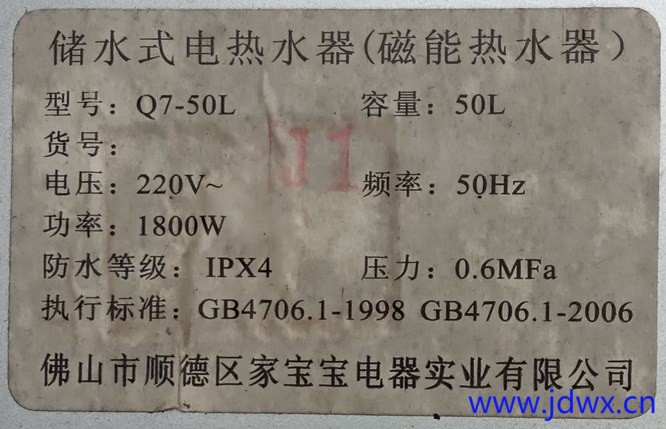 储水式电热水器(磁能热水器）
型号: Q7-50L 容量: 50L
货号:
J1
电压: 220V~ 频率: 50Hz
功率: 1800W
防水等级: IPX4 压力: 0.6MFa
执行标准: GB4706.1-1998 GB4706.1-2006
佛山市顺德区家宝宝电器实业有限公司
www.jdwx.cn